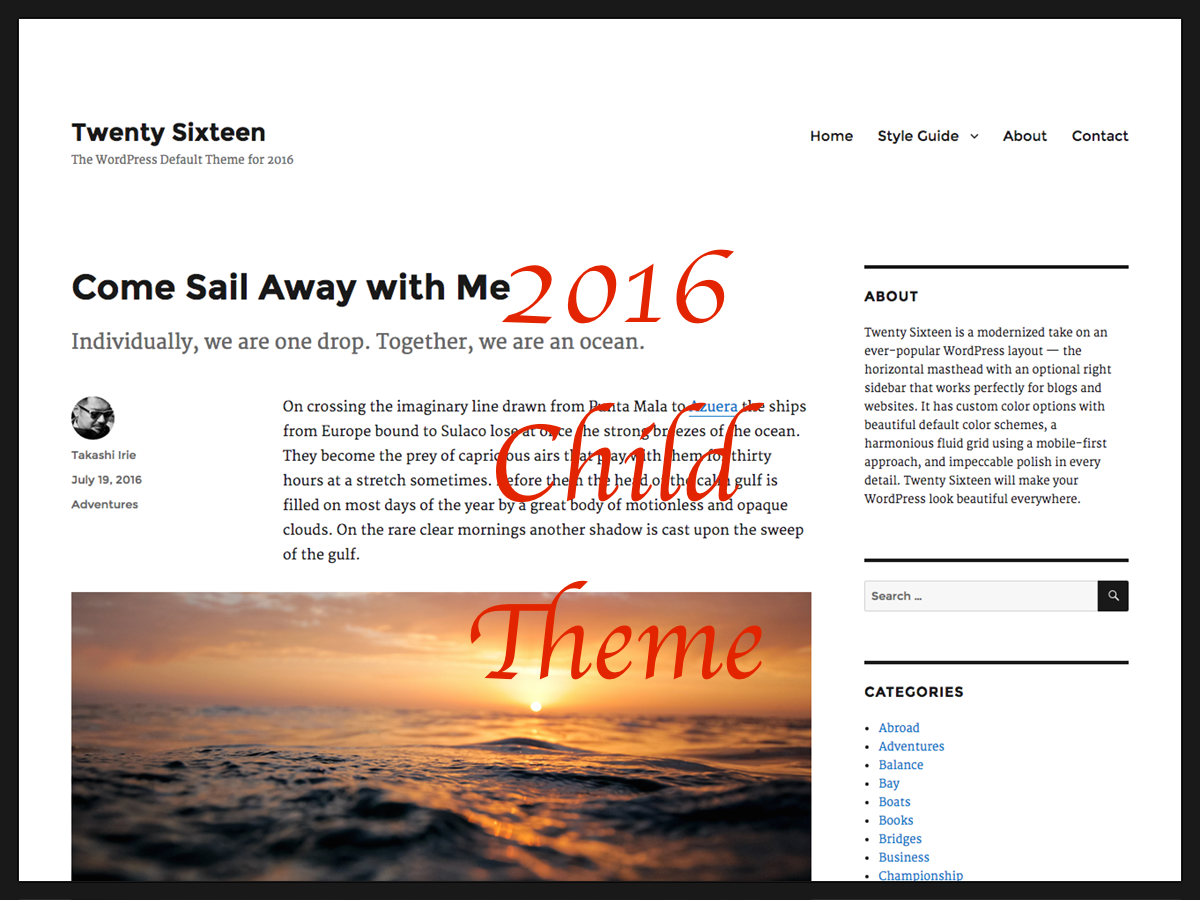 Twenty Sixteen
The WordPress Default Theme for 2016
Home Style Guide About Contact
Come Sail Away with Me
Individually, we are one drop. Together, we are an ocean.
2016
Child
Theme
Takashi Irie
July 19, 2016
Adventures
On crossing the imaginary line drawn from Punta Mala to Azuera the ships
from Europe bound to Sulaco lose at once the strong breezes of the ocean.
They become the prey of capricious airs that play with them for thirty
hours at a stretch sometimes. Before them the head of the calm gulf is
filled on most days of the year by a great body of motionless and opaque
clouds. On the rare clear mornings another shadow is cast upon the sweep
of the gulf.
ABOUT
Twenty Sixteen is a modernized take on an
ever-popular WordPress layout — the
horizontal masthead with an optional right
sidebar that works perfectly for blogs and
websites. It has custom color options with
beautiful default color schemes, a
harmonious fluid grid using a mobile-first
approach, and impeccable polish in every
detail. Twenty Sixteen will make your
WordPress look beautiful everywhere.
Search ...
CATEGORIES
Abroad
Adventures
Balance
Bay
Boats
Books
Bridges
Business
Championship